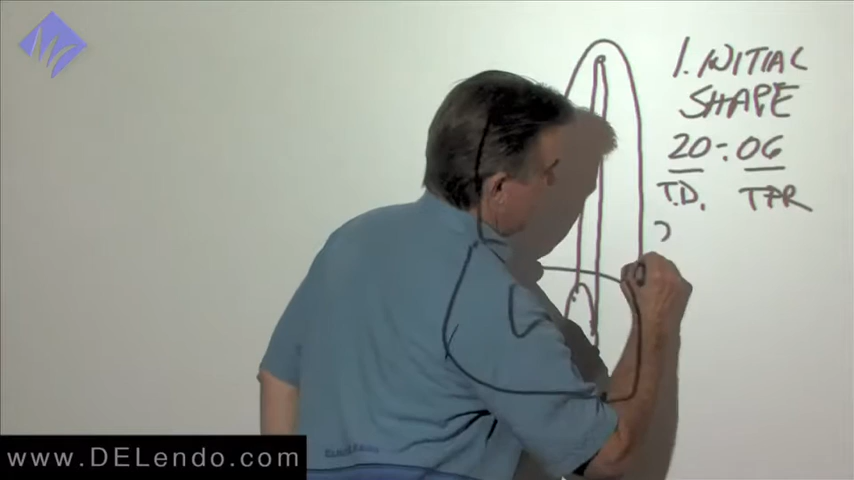 1. INITIAL
SHAPE
20-.06
T.D. TPR
www.DELendo.com